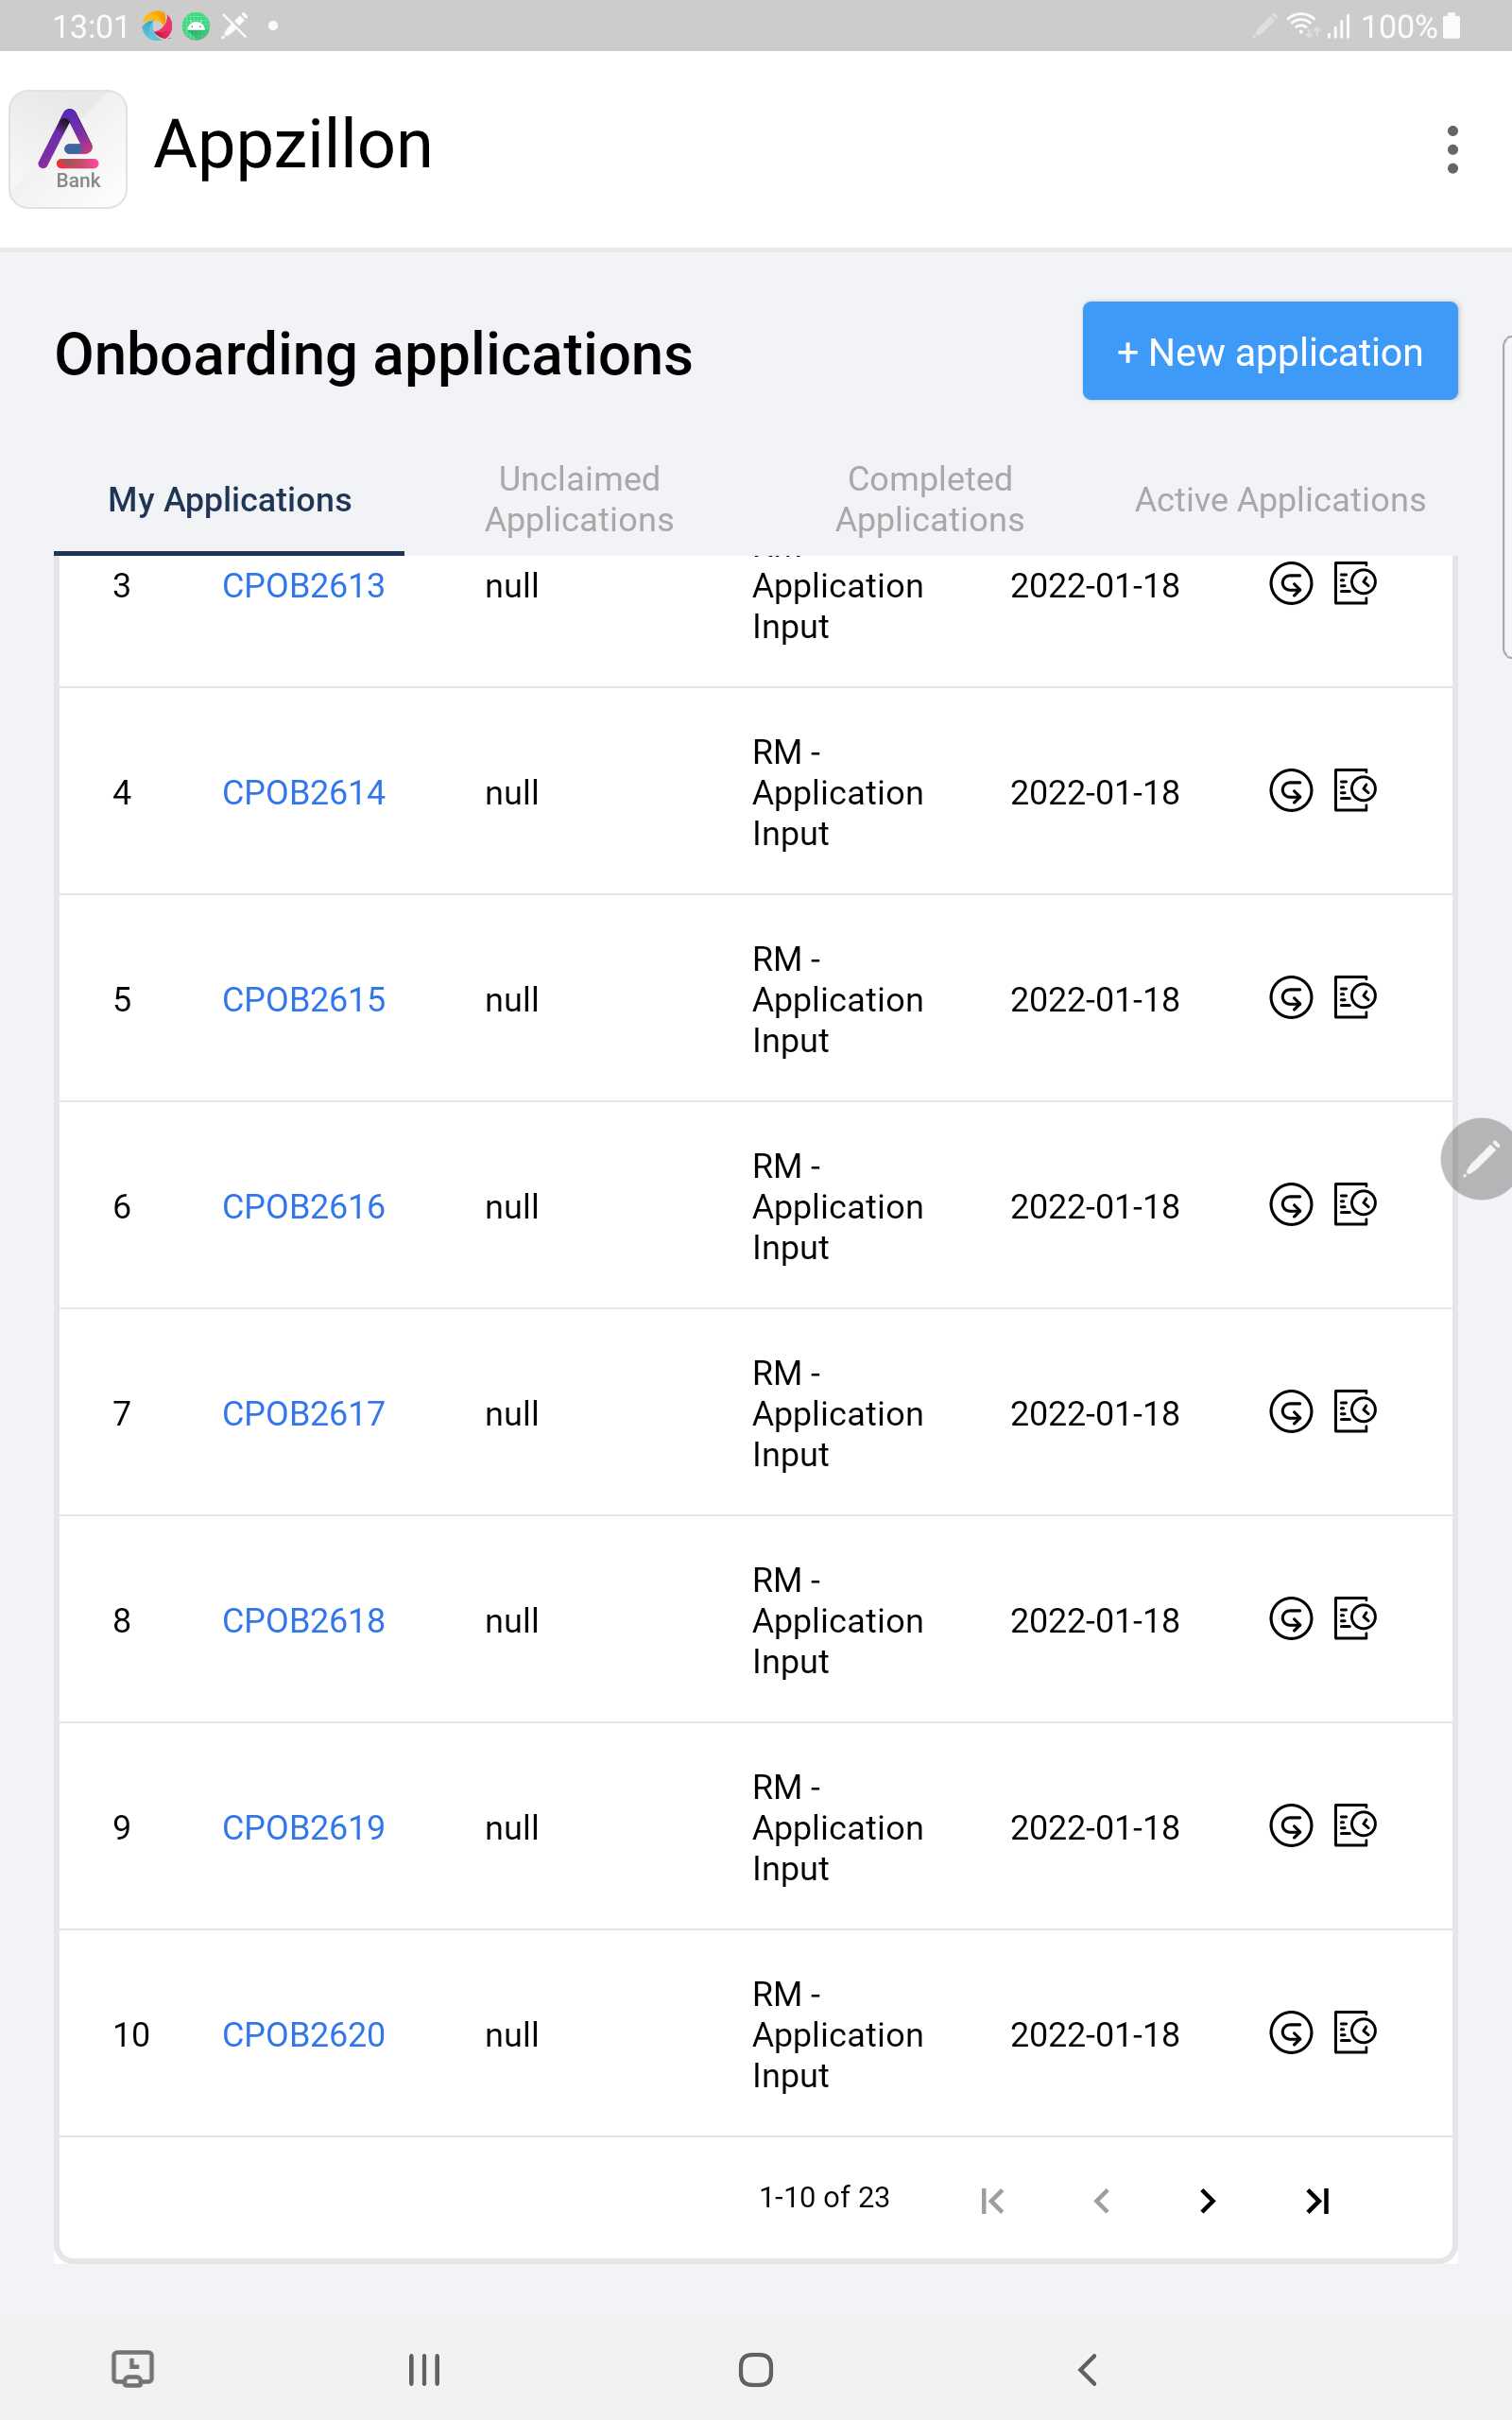 13:01
100%
Bank
Appzillon
Onboarding applications
+ New application
My Applications
Unclaimed
Applications
Completed
Applications
Active Applications
3 CPOB2613 null Application 2022-01-18
Input
RM -
4 CPOB2614 null Application 2022-01-18
Input
RM -
5 CPOB2615 null Application 2022-01-18
Input
RM -
6 CPOB2616 null Application 2022-01-18
Input
RM -
7 CPOB2617 null Application 2022-01-18
Input
RM -
8 CPOB2618 null Application 2022-01-18
Input
RM -
9 CPOB2619 null Application 2022-01-18
Input
RM -
10 CPOB2620 null Application 2022-01-18
Input
1-10 of 23